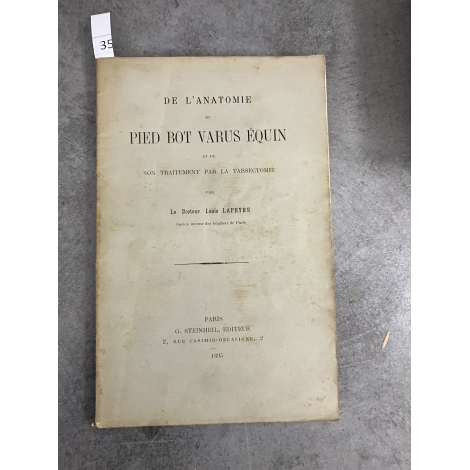 35
DE L'ANATOMIE
DU
PIED BOT VARUS ÉQUIN
ET DE
SON TRAITEMENT PAR LA TARSECTOMIE
PAR
Le Docteur Louis LAPEYRE
Ancien interne des hôpitaux de Paris
PARIS
G. STEINHEIL, ÉDITEUR
2, RUE CASIMIR-DELAVIGNE, 2
1895